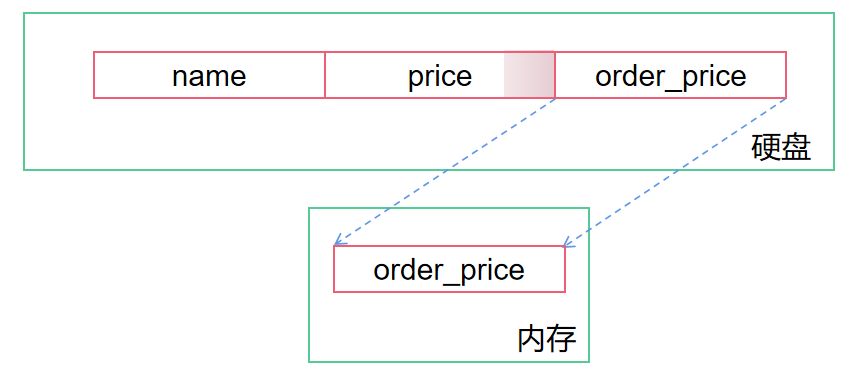 name price order_price
硬盘
order_price
内存